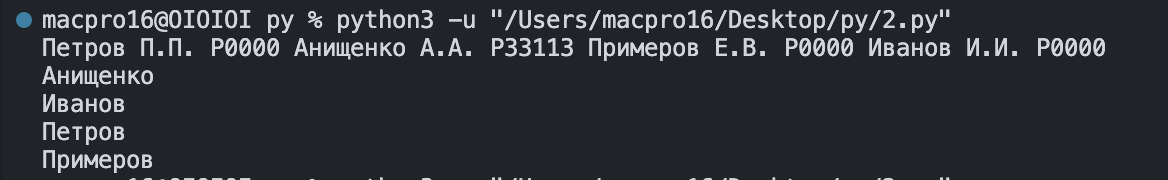 macpro16@OIOIOI py % python3 -u "/Users/macpro16/Desktop/py/2.py"
Петров П.П. P0000 Анищенко А.А. P33113 Примеров Е.В. P0000 Иванов И.И. P0000
Анищенко
Иванов
Петров
Примеров